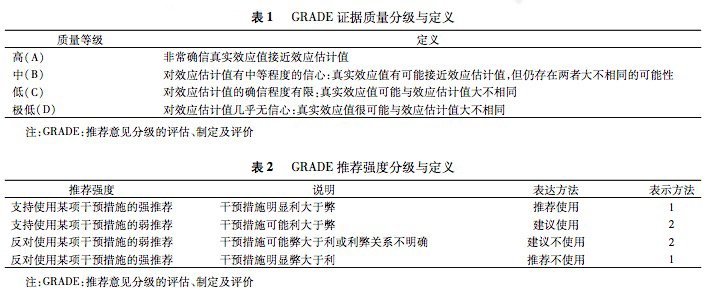 表 1 GRADE 证据质量分级与定义
质量等级 定义
高(A) 非常确信真实效应值接近效应估计值
中(B) 对效应估计值有中等程度的信心:真实效应值有可能接近效应估计值,但仍存在两者大不相同的可能性
低(C) 对效应估计值的确信程度有限:真实效应值可能与效应估计值大不相同
极低(D) 对效应估计值几乎无信心:真实效应值很可能与效应估计值大不相同
注:GRADE:推荐意见分级的评估、制定及评价
表 2 GRADE 推荐强度分级与定义
推荐强度 说明 表达方法 表示方法
支持使用某项干预措施的强推荐 干预措施明显利大于弊 推荐使用 1
支持使用某项干预措施的弱推荐 干预措施可能利大于弊 建议使用 2
反对使用某项干预措施的弱推荐 干预措施可能弊大于利或利弊关系不明确 建议不使用 2
反对使用某项干预措施的强推荐 干预措施明显弊大于利 推荐不使用 1
注:GRADE:推荐意见分级的评估、制定及评价